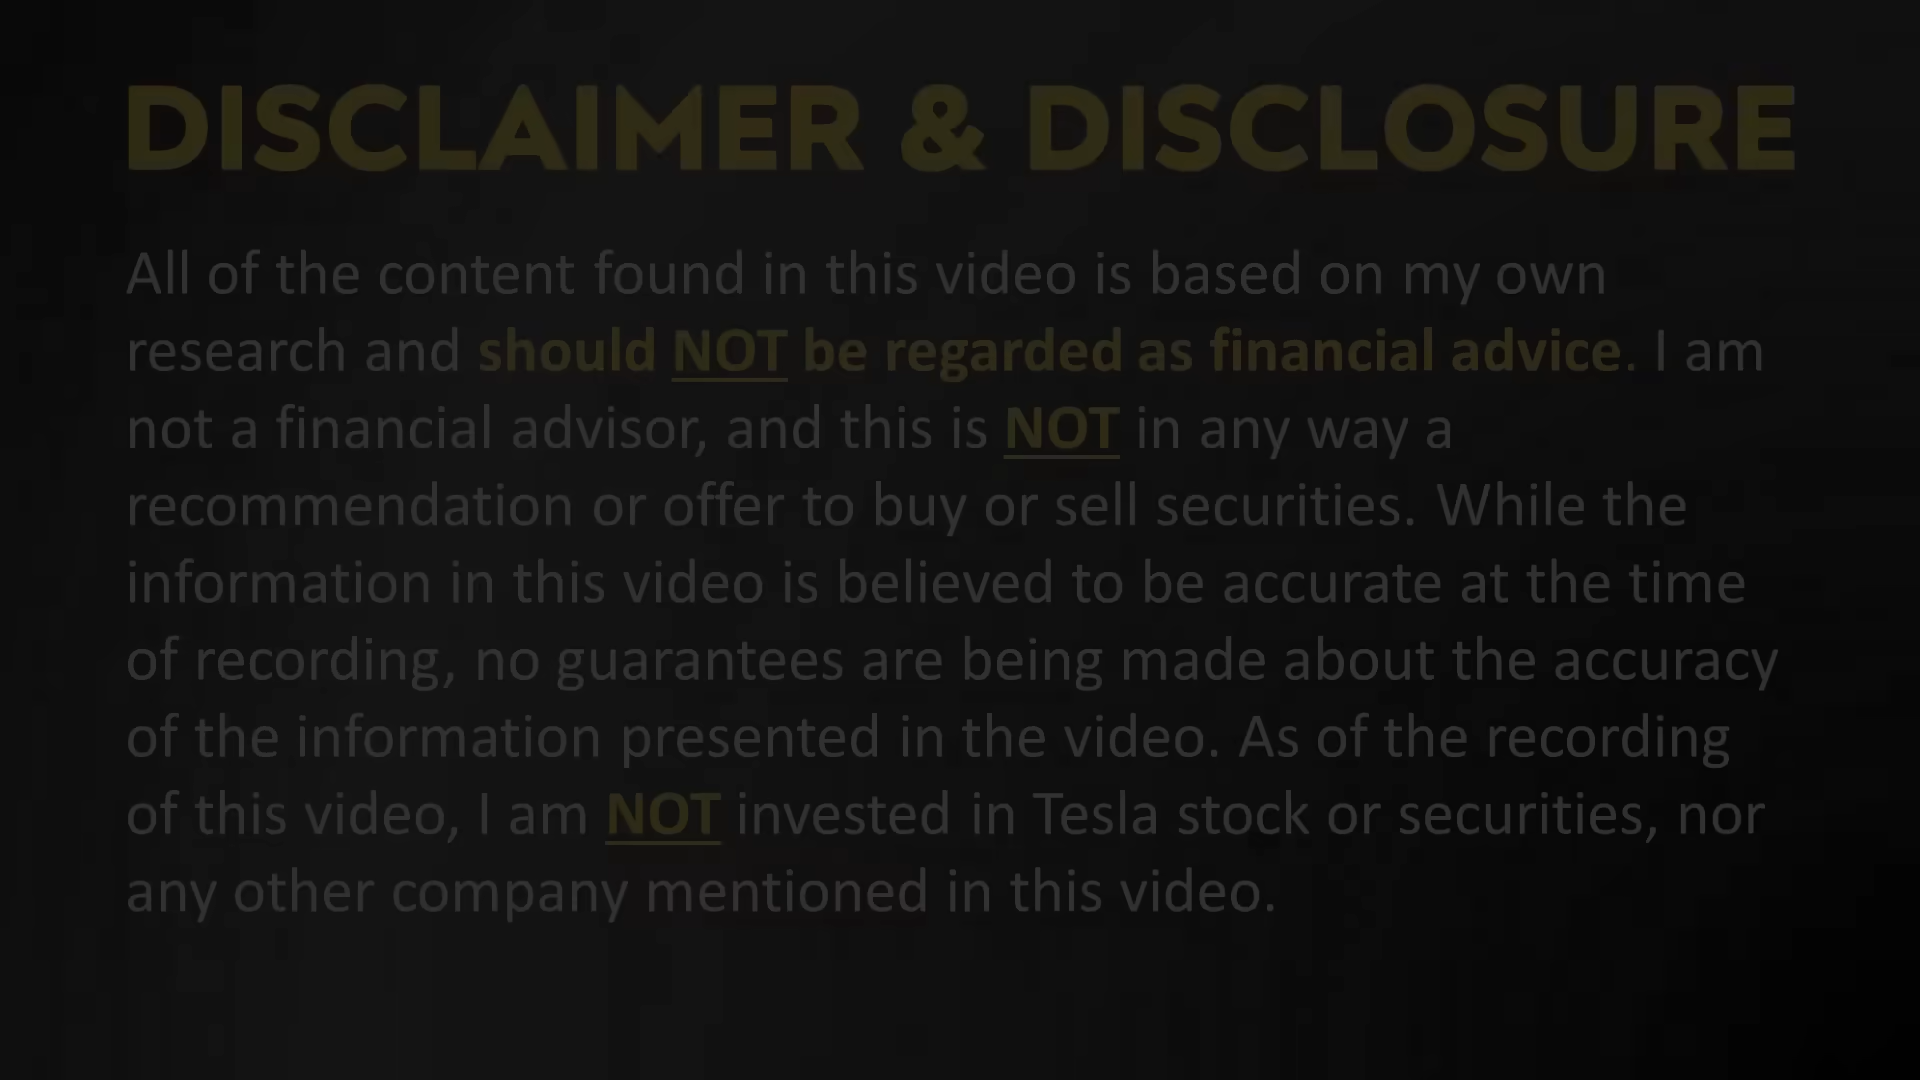 DISCLAIMER & DISCLOSURE
All of the content found in this video is based on my own
research and should NOT be regarded as financial advice. I am
not a financial advisor, and this is NOT in any way a
recommendation or offer to buy or sell securities. While the
information in this video is believed to be accurate at the time
of recording, no guarantees are being made about the accuracy
of the information presented in the video. As of the recording
of this video, I am NOT invested in Tesla stock or securities, nor
any other company mentioned in this video.